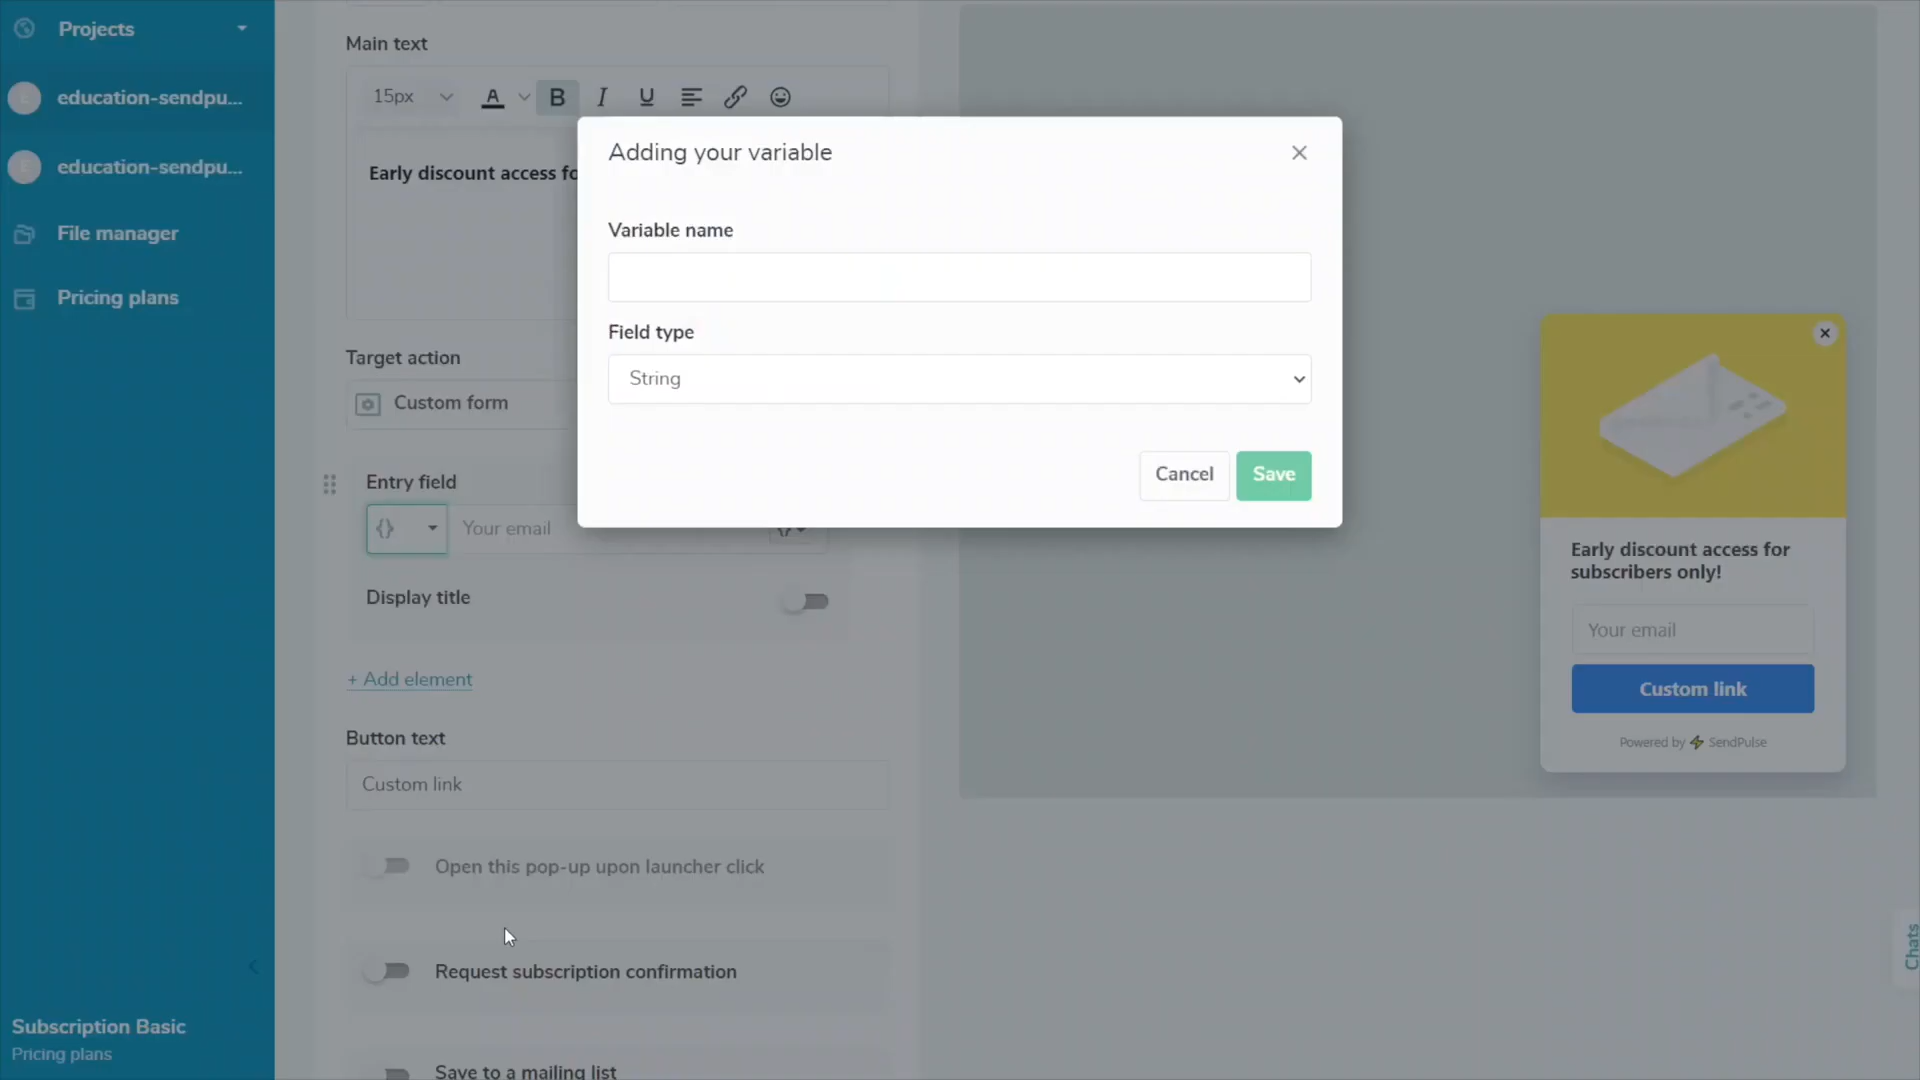 Projects
education-sendpu...
education-sendpu...
File manager
Pricing plans
Subscription Basic
Pricing plans
Main text
15px
A B I U
Early discount access fo
Target action
Custom form
Entry field
{} Your email
Display title
+ Add element
Button text
Custom link
Open this pop-up upon launcher click
Request subscription confirmation
Save to a mailing list
Adding your variable
Variable name
Field type
String
Cancel Save
Early discount access for
subscribers only!
Your email
Custom link
Powered by SendPulse
Chats